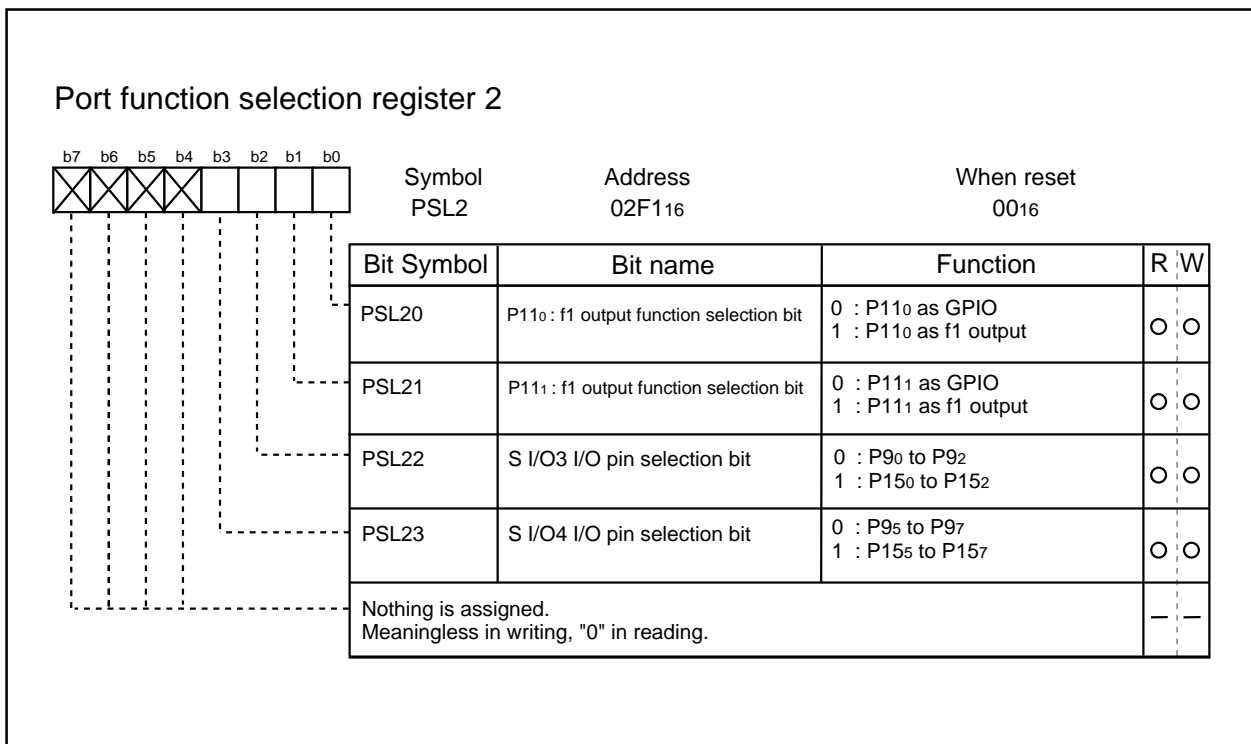 Port function selection register 2
b7 b6 b5 b4 b3 b2 b1 b0
Symbol Address When reset
PSL2 02F116 0016
Bit Symbol Bit name Function R W
PSL20 P110 : f1 output function selection bit 0 : P110 as GPIO
1 : P110 as f1 output
PSL21 P111 : f1 output function selection bit 0 : P111 as GPIO
1 : P111 as f1 output
PSL22 S I/O3 I/O pin selection bit 0 : P90 to P92
1 : P150 to P152
PSL23 S I/O4 I/O pin selection bit 0 : P95 to P97
1 : P155 to P157
Nothing is assigned.
Meaningless in writing, "0" in reading. – –